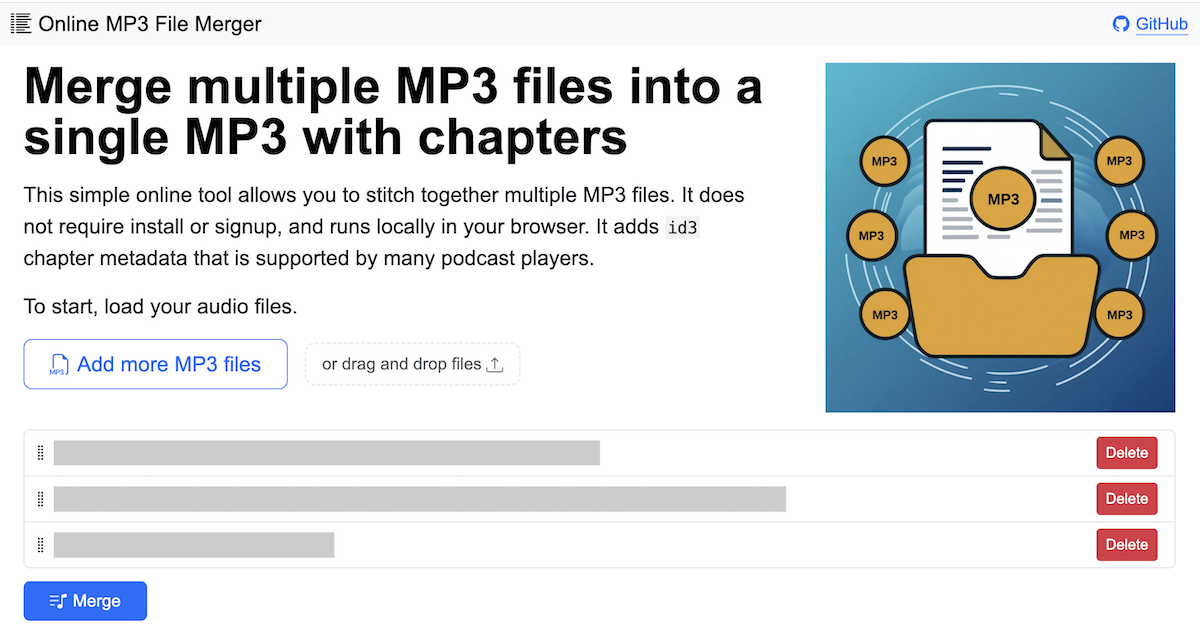 Online MP3 File Merger
GitHub
Merge multiple MP3 files into a
single MP3 with chapters
This simple online tool allows you to stitch together multiple MP3 files. It does
not require install or signup, and runs locally in your browser. It adds id3
chapter metadata that is supported by many podcast players.
To start, load your audio files.
MP3 Add more MP3 files
or drag and drop files
MP3
MP3
MP3
MP3
MP3
MP3
MP3
Delete
Delete
Delete
Merge